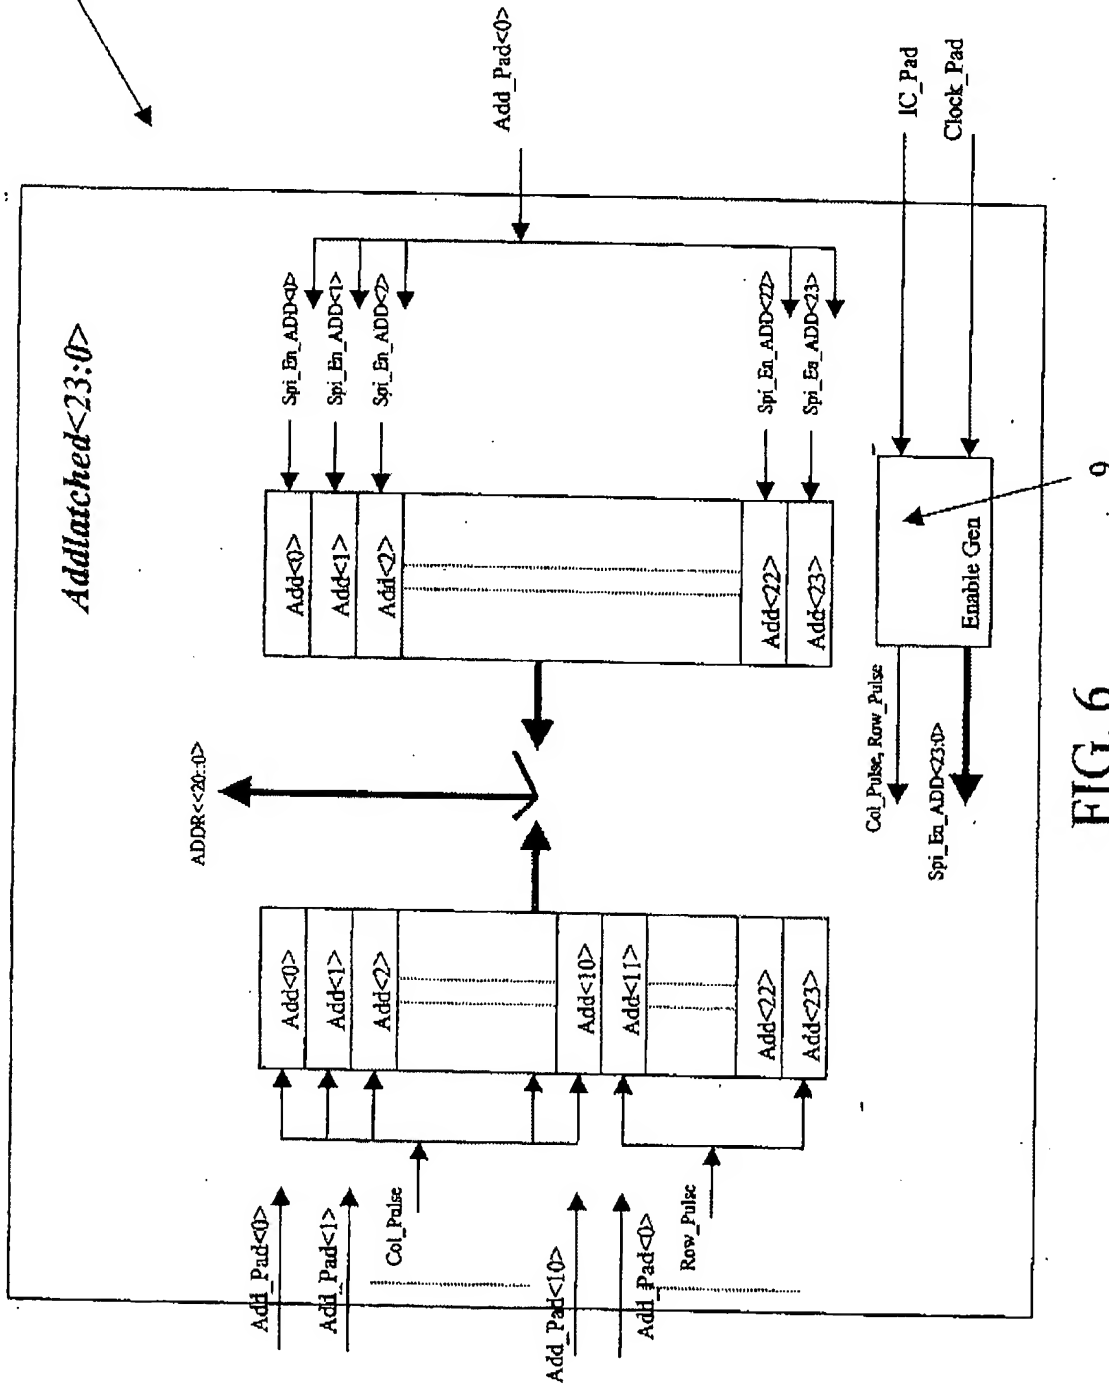 Addlatched<23:0>
Add_Pad<0>
ADDR<<20::0>
Spi_En_ADD<0>
Spi_En_ADD<1>
Spi_En_ADD<2>
Spi_En_ADD<22>
Spi_En_ADD<23>
Add<0>
Add<1>
Add<2>
Add<22>
Add<23>
Add<0>
Add<1>
Add<2>
Add<10>
Add<11>
Add<22>
Add<23>
Add_Pad<0>
Add_Pad<1>
Col_Pulse
Add_Pad<10>
Add_Pad<0>
Row_Pulse
IC_Pad
Clock_Pad
Enable Gen
Col_Pulse, Row_Pulse
Spi_En_ADD<23:0>
9
FIG. 6